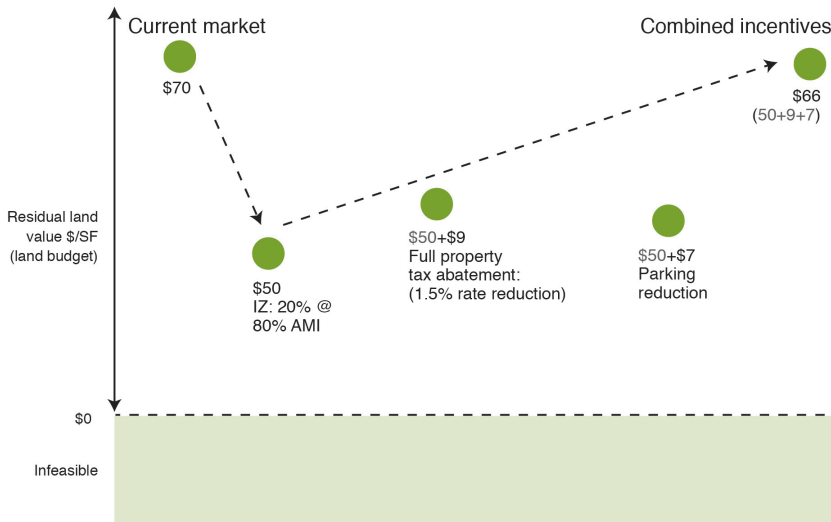 Current market
$70
Combined incentives
$66
(50+9+7)
Residual land
value $/SF
(land budget)
$50
IZ: 20% @
80% AMI
$50+$9
Full property
tax abatement:
(1.5% rate reduction)
$50+$7
Parking
reduction
$0
Infeasible